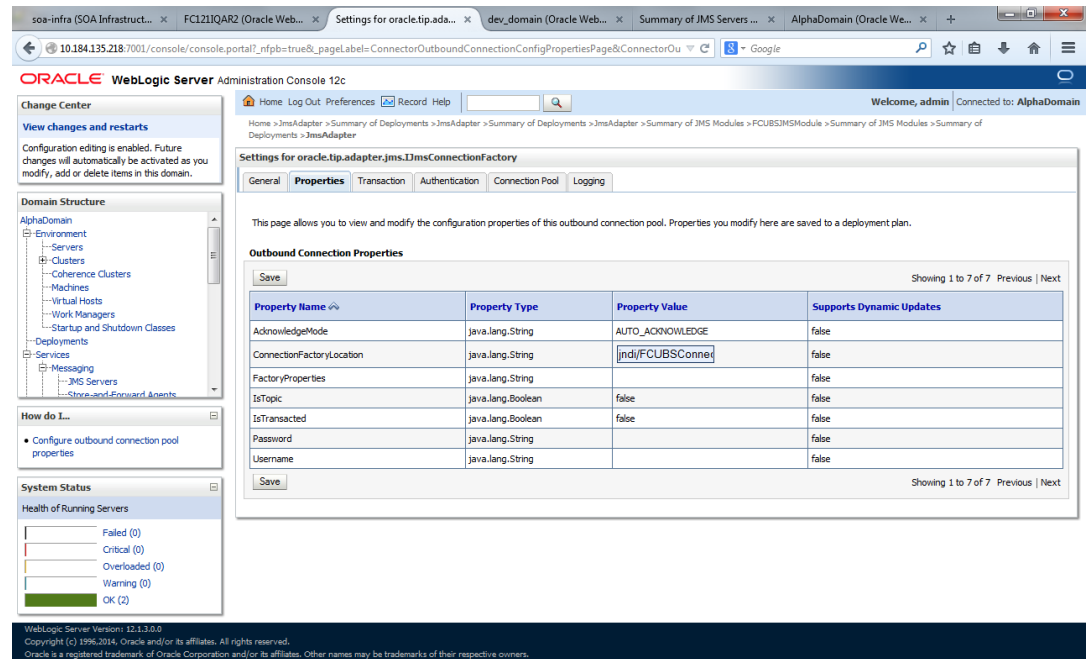 soa-infra (SOA Infrastruct... × FC121IQAR2 (Oracle Web... × Settings for oracle.tip.ada... × dev_domain (Oracle Web... × Summary of JMS Servers ... × AlphaDomain (Oracle We... × +
10.184.135.218:7001/console/console.portal?_nfpb=true&_pageLabel=ConnectorOutboundConnectionConfigPropertiesPage&ConnectorOu
Google
ORACLE WebLogic Server Administration Console 12c
Change Center
View changes and restarts
Configuration editing is enabled. Future
changes will automatically be activated as you
modify, add or delete items in this domain.
Domain Structure
AlphaDomain
Environment
Servers
Clusters
Coherence Clusters
Machines
Virtual Hosts
Work Managers
Startup and Shutdown Classes
Deployments
Services
Messaging
JMS Servers
Store-and-Forward Agents
How do I...
Configure outbound connection pool
properties
System Status
Health of Running Servers
Failed (0)
Critical (0)
Overloaded (0)
Warning (0)
OK (2)
Home Log Out Preferences Record Help
Welcome, admin Connected to: AlphaDomain
Home >JmsAdapter >Summary of Deployments >JmsAdapter >Summary of Deployments >JmsAdapter >Summary of JMS Modules >FCUBSJMSModule >Summary of JMS Modules >Summary of
Deployments >JmsAdapter
Settings for oracle.tip.adapter.jms.IJmsConnectionFactory
General Properties Transaction Authentication Connection Pool Logging
This page allows you to view and modify the configuration properties of this outbound connection pool. Properties you modify here are saved to a deployment plan.
Outbound Connection Properties
Save Showing 1 to 7 of 7 Previous | Next
Property Name Property Type Property Value Supports Dynamic Updates
AcknowledgeMode java.lang.String AUTO_ACKNOWLEDGE false
ConnectionFactoryLocation java.lang.String jndi/FCUBSConnec false
FactoryProperties java.lang.String false
IsTopic java.lang.Boolean false false
IsTransacted java.lang.Boolean false false
Password java.lang.String false
Username java.lang.String false
Save Showing 1 to 7 of 7 Previous | Next
WebLogic Server Version: 12.1.3.0.0
Copyright (c) 1996,2014, Oracle and/or its affiliates. All rights reserved.
Oracle is a registered trademark of Oracle Corporation and/or its affiliates. Other names may be trademarks of their respective owners.